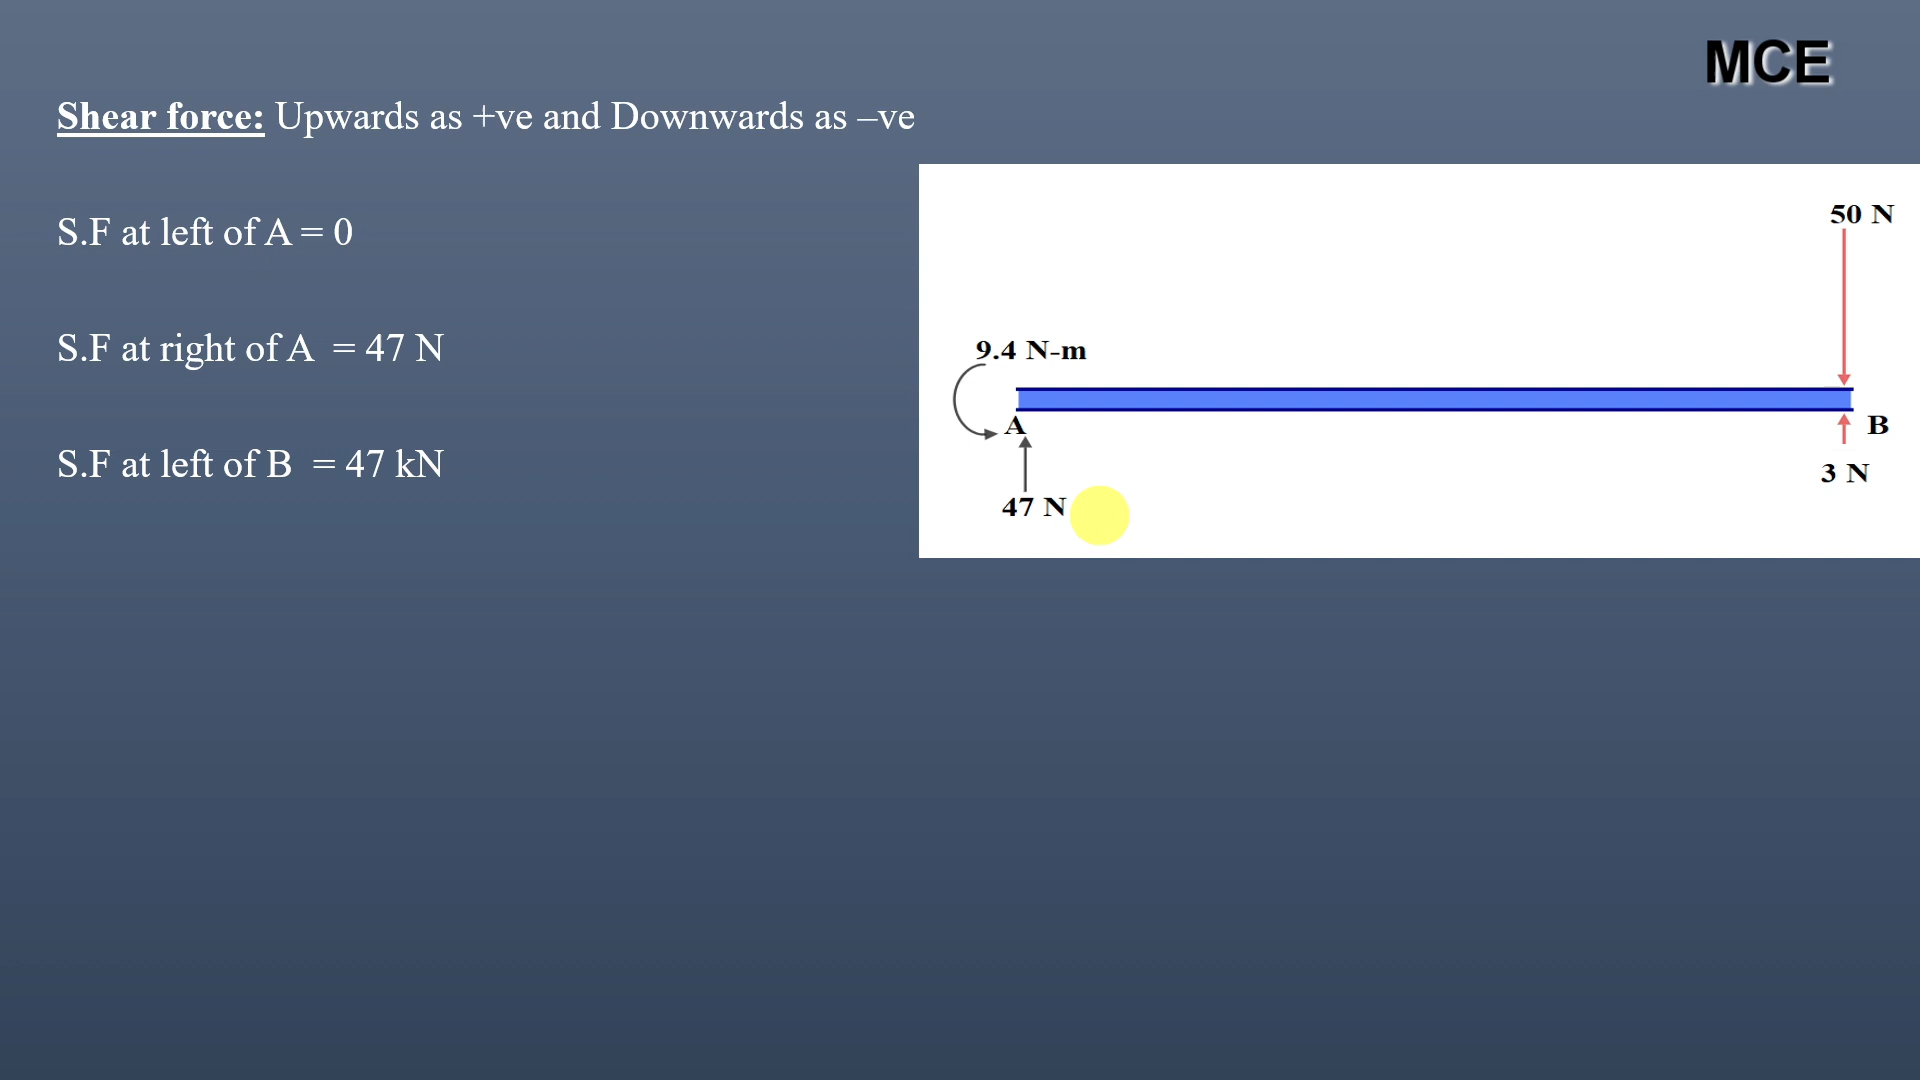 MCE
Shear force: Upwards as +ve and Downwards as –ve
S.F at left of A = 0
S.F at right of A = 47 N
S.F at left of B = 47 kN
50 N
9.4 N-m
A
B
3 N
47 N